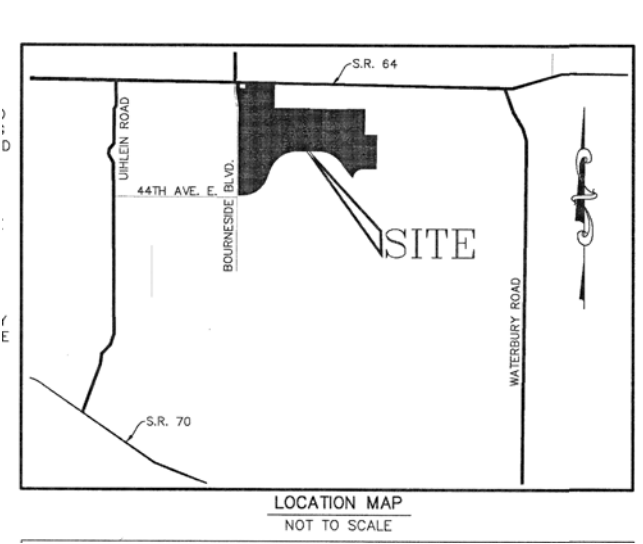 S.R. 64
UIHLEIN ROAD
44TH AVE. E.
BOURNESIDE BLVD.
SITE
WATERBURY ROAD
S.R. 70
LOCATION MAP
NOT TO SCALE